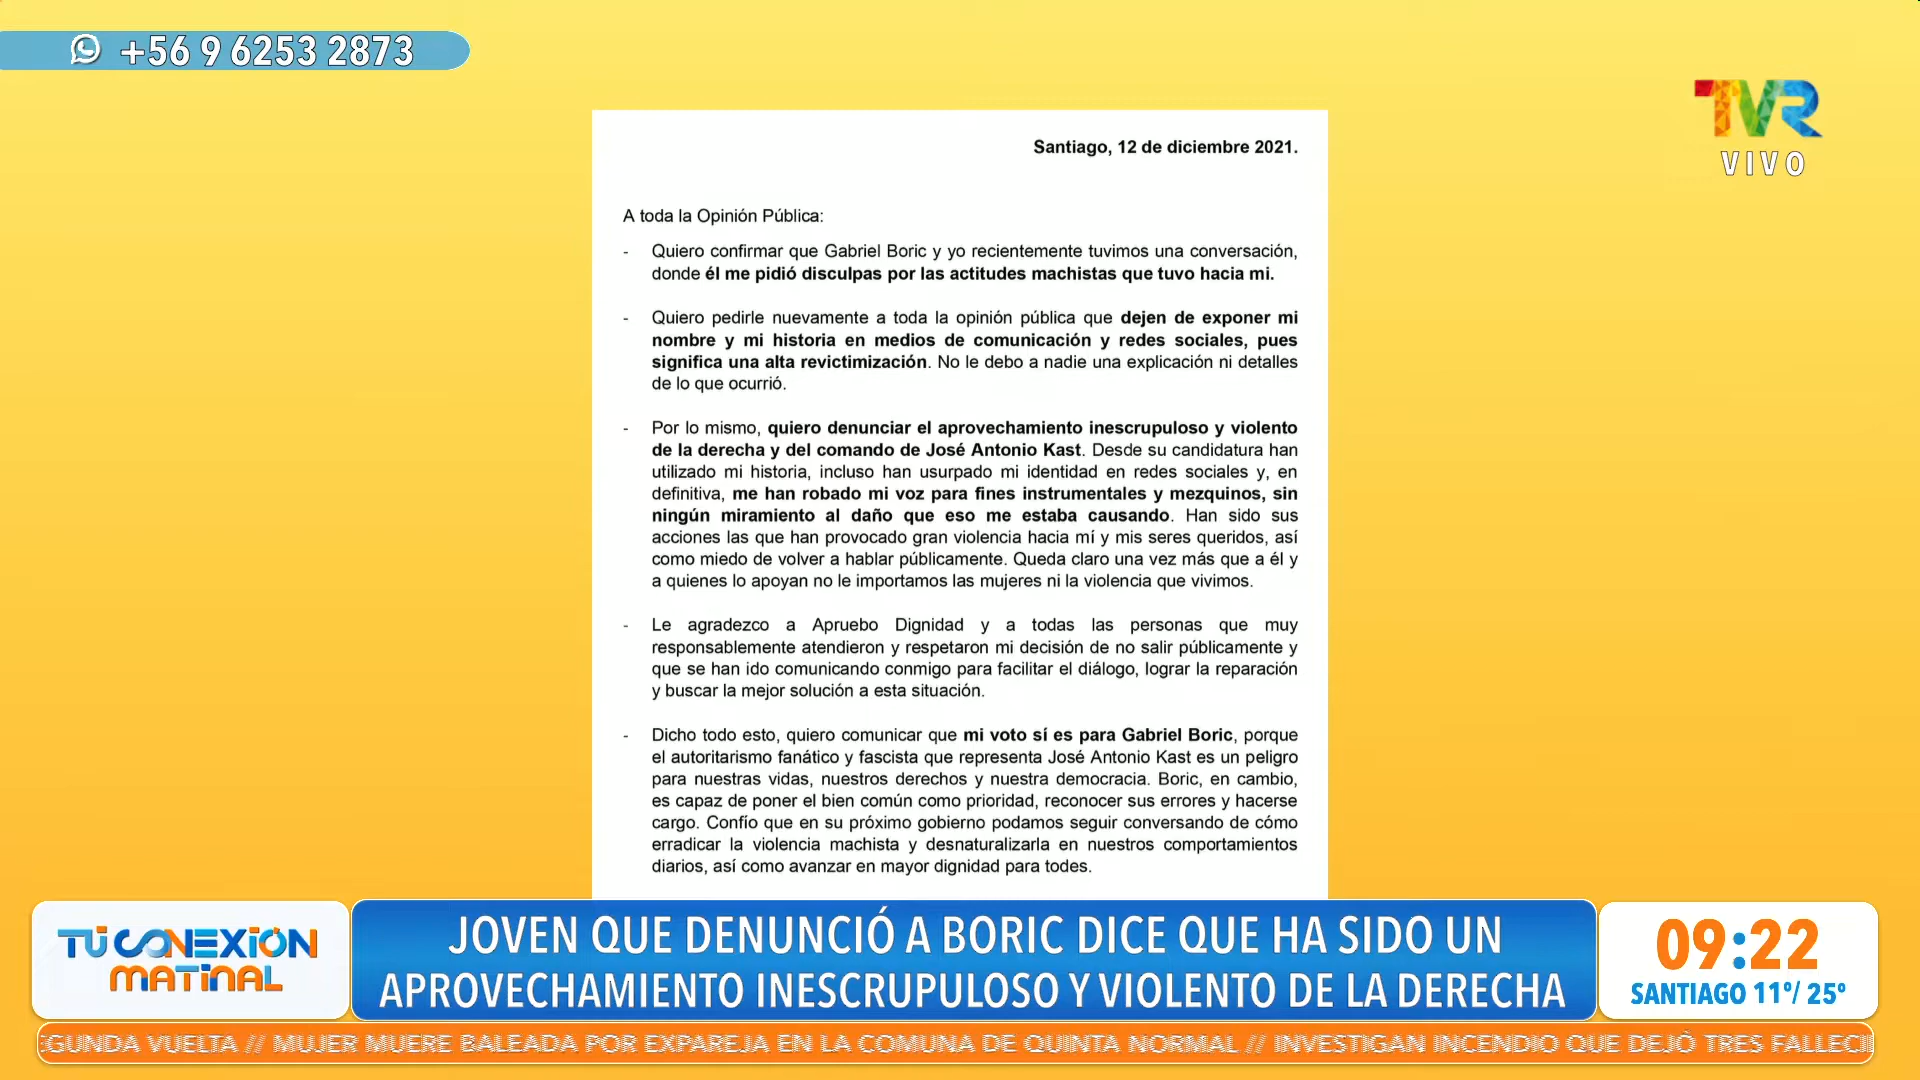 +56 9 6253 2873
TVR
VIVO
Santiago, 12 de diciembre 2021.
A toda la Opinión Pública:
- Quiero confirmar que Gabriel Boric y yo recientemente tuvimos una conversación,
donde él me pidió disculpas por las actitudes machistas que tuvo hacia mi.
- Quiero pedirle nuevamente a toda la opinión pública que dejen de exponer mi
nombre y mi historia en medios de comunicación y redes sociales, pues
significa una alta revictimización. No le debo a nadie una explicación ni detalles
de lo que ocurrió.
- Por lo mismo, quiero denunciar el aprovechamiento inescrupuloso y violento
de la derecha y del comando de José Antonio Kast. Desde su candidatura han
utilizado mi historia, incluso han usurpado mi identidad en redes sociales y, en
definitiva, me han robado mi voz para fines instrumentales y mezquinos, sin
ningún miramiento al daño que eso me estaba causando. Han sido sus
acciones las que han provocado gran violencia hacia mí y mis seres queridos, así
como miedo de volver a hablar públicamente. Queda claro una vez más que a él y
a quienes lo apoyan no le importamos las mujeres ni la violencia que vivimos.
- Le agradezco a Apruebo Dignidad y a todas las personas que muy
responsablemente atendieron y respetaron mi decisión de no salir públicamente y
que se han ido comunicando conmigo para facilitar el diálogo, lograr la reparación
y buscar la mejor solución a esta situación.
- Dicho todo esto, quiero comunicar que mi voto sí es para Gabriel Boric, porque
el autoritarismo fanático y fascista que representa José Antonio Kast es un peligro
para nuestras vidas, nuestros derechos y nuestra democracia. Boric, en cambio,
es capaz de poner el bien común como prioridad, reconocer sus errores y hacerse
cargo. Confío que en su próximo gobierno podamos seguir conversando de cómo
erradicar la violencia machista y desnaturalizarla en nuestros comportamientos
diarios, así como avanzar en mayor dignidad para todes.
TÚ CONEXIÓN
MATINAL
JOVEN QUE DENUNCIÓ A BORIC DICE QUE HA SIDO UN
APROVECHAMIENTO INESCRUPULOSO Y VIOLENTO DE LA DERECHA
09:22
SANTIAGO 11º/ 25º
EGUNDA VUELTA // MUJER MUERE BALEADA POR EXPAREJA EN LA COMUNA DE QUINTA NORMAL // INVESTIGAN INCENDIO QUE DEJÓ TRES FALLECI